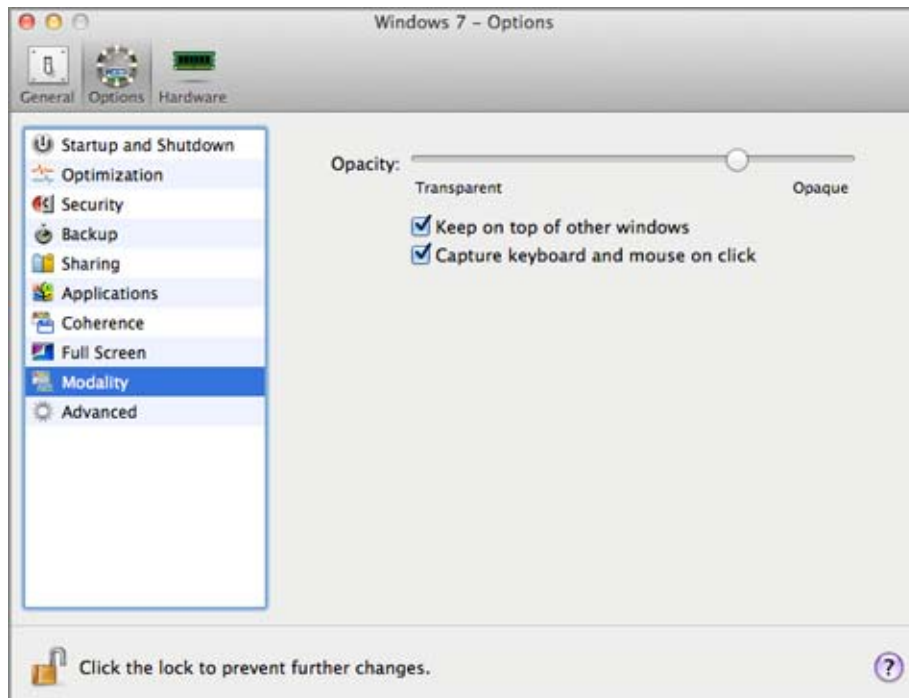 Windows 7 – Options
General Options Hardware
Startup and Shutdown
Optimization
Security
Backup
Sharing
Applications
Coherence
Full Screen
Modality
Advanced
Opacity:
Transparent Opaque
Keep on top of other windows
Capture keyboard and mouse on click
Click the lock to prevent further changes.
?